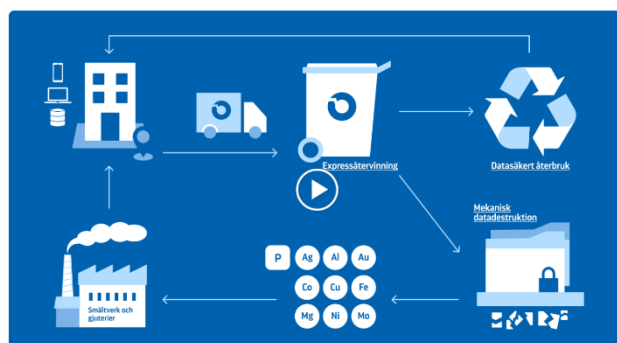 Expressåtervinning
Datasäkert återbruk
Mekanisk
datadestruktion
P Ag Al Au
Co Cu Fe
Mg Ni Mo
Smältverk och
gjuterier